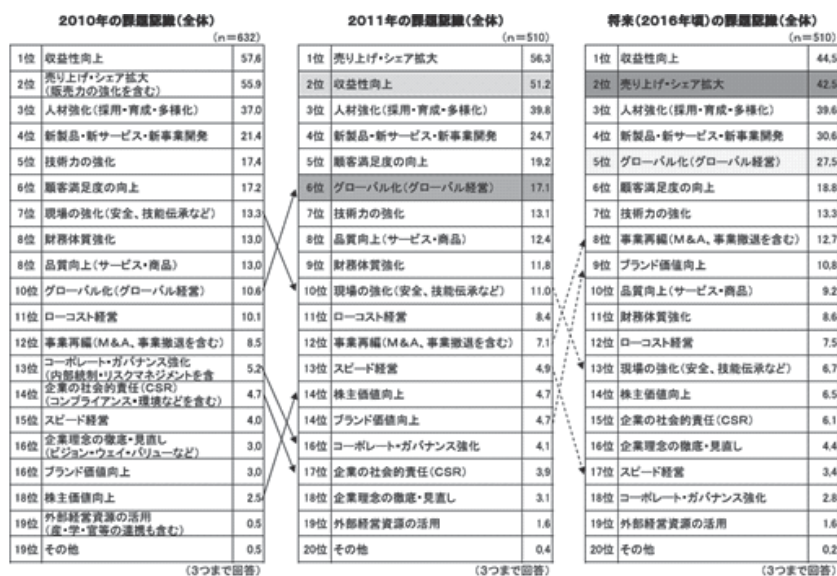 2010年の課題認識(全体)
(n=632)
1位 収益性向上 57.6
2位 売り上げ・シェア拡大
(販売力の強化を含む) 55.9
3位 人材強化(採用・育成・多様化) 37.0
4位 新製品・新サービス・新事業開発 21.4
5位 技術力の強化 17.4
6位 顧客満足度の向上 17.2
7位 現場の強化(安全、技能伝承など) 13.3
8位 財務体質強化 13.0
8位 品質向上(サービス・商品) 13.0
10位 グローバル化(グローバル経営) 10.6
11位 ローコスト経営 10.1
12位 事業再編(M&A、事業撤退を含む) 8.5
13位 コーポレート・ガバナンス強化
(内部統制・リスクマネジメントを含 5.2
14位 企業の社会的責任(CSR)
(コンプライアンス・環境などを含む) 4.7
15位 スピード経営 4.0
16位 企業理念の徹底・見直し
(ビジョン・ウェイ・バリューなど) 3.0
16位 ブランド価値向上 3.0
18位 株主価値向上 2.5
19位 外部経営資源の活用
(産・学・官等の連携も含む) 0.5
19位 その他 0.5
(3つまで回答)
2011年の課題認識(全体)
(n=510)
1位 売り上げ・シェア拡大 56.3
2位 収益性向上 51.2
3位 人材強化(採用・育成・多様化) 39.8
4位 新製品・新サービス・新事業開発 24.7
5位 顧客満足度の向上 19.2
6位 グローバル化(グローバル経営) 17.1
7位 技術力の強化 13.1
8位 品質向上(サービス・商品) 12.4
9位 財務体質強化 11.8
10位 現場の強化(安全、技能伝承など) 11.0
11位 ローコスト経営 8.4
12位 事業再編(M&A、事業撤退を含む) 7.1
13位 スピード経営 4.9
14位 株主価値向上 4.7
14位 ブランド価値向上 4.7
16位 コーポレート・ガバナンス強化 4.1
17位 企業の社会的責任(CSR) 3.9
18位 企業理念の徹底・見直し 3.1
19位 外部経営資源の活用 1.6
20位 その他 0.4
(3つまで回答)
将来(2016年頃)の課題認識(全体)
(n=510)
1位 収益性向上 44.5
2位 売り上げ・シェア拡大 42.5
3位 人材強化(採用・育成・多様化) 39.6
4位 新製品・新サービス・新事業開発 30.6
5位 グローバル化(グローバル経営) 27.5
6位 顧客満足度の向上 18.8
7位 技術力の強化 13.3
8位 事業再編(M&A、事業撤退を含む) 12.7
9位 ブランド価値向上 10.8
10位 品質向上(サービス・商品) 9.2
11位 財務体質強化 8.6
12位 ローコスト経営 7.5
13位 現場の強化(安全、技能伝承など) 6.7
14位 株主価値向上 6.5
15位 企業の社会的責任(CSR) 6.1
16位 企業理念の徹底・見直し 4.4
17位 スピード経営 3.4
18位 コーポレート・ガバナンス強化 2.8
19位 外部経営資源の活用 1.6
20位 その他 0.2
(3つまで回答)